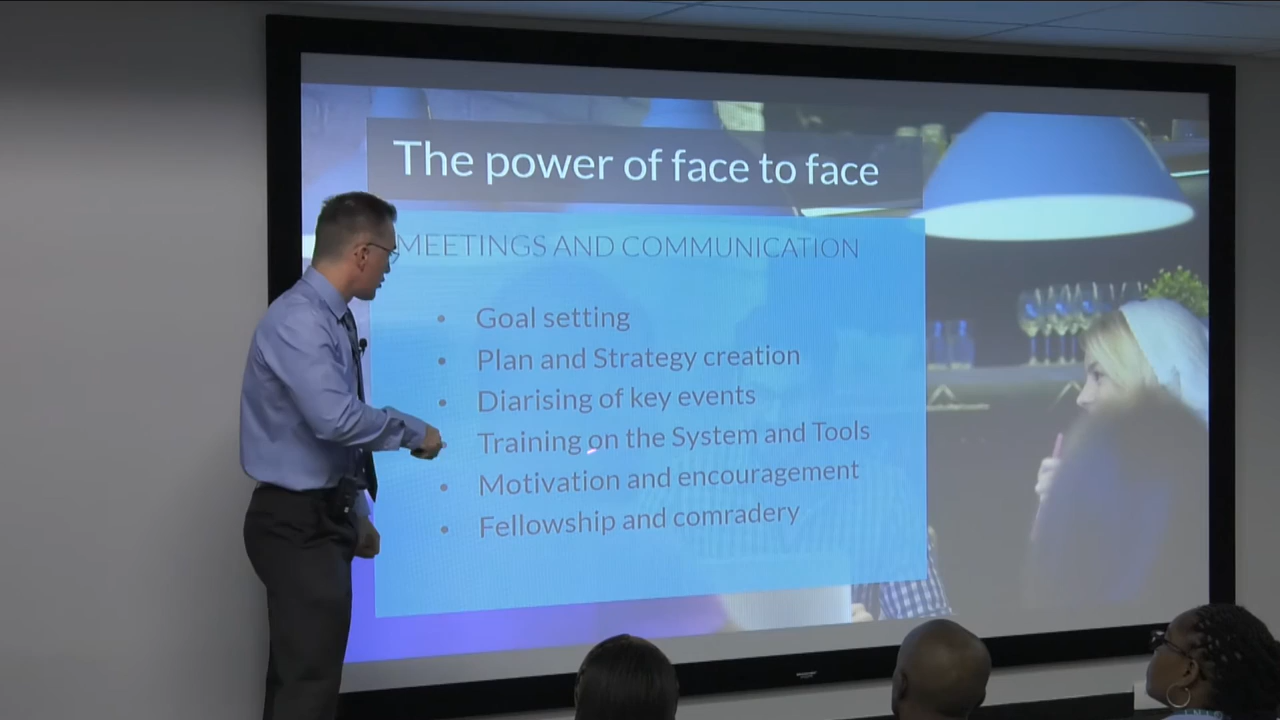 The power of face to face
MEETINGS AND COMMUNICATION
• Goal setting
• Plan and Strategy creation
• Diarising of key events
• Training on the System and Tools
• Motivation and encouragement
• Fellowship and comradery